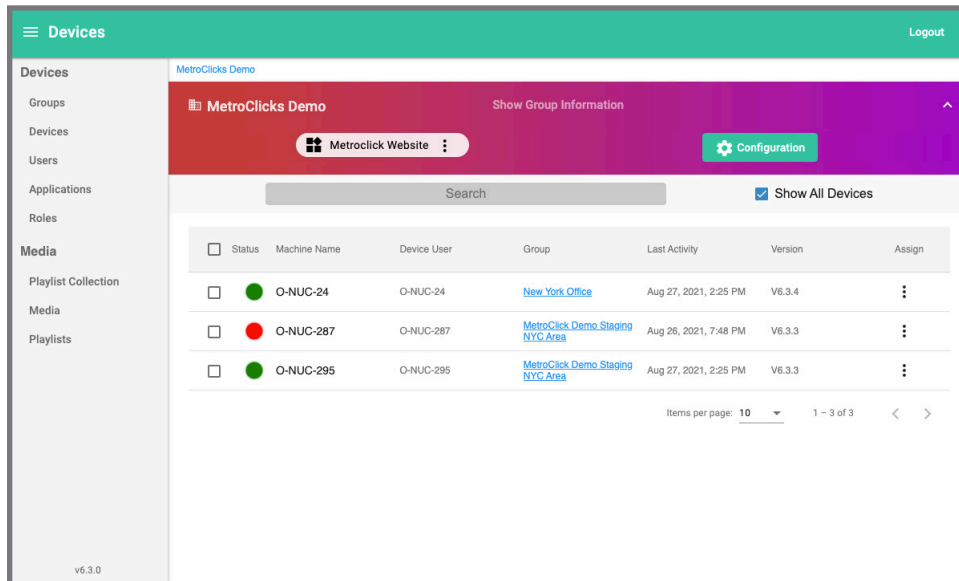 Devices
Logout
Devices
Groups
Devices
Users
Applications
Roles
Media
Playlist Collection
Media
Playlists
v6.3.0
MetroClicks Demo
MetroClicks Demo
Show Group Information
Metroclick Website
Configuration
Search
Show All Devices
Status Machine Name Device User Group Last Activity Version Assign
O-NUC-24 O-NUC-24 New York Office Aug 27, 2021, 2:25 PM V6.3.4
O-NUC-287 O-NUC-287 MetroClick Demo Staging Aug 26, 2021, 7:48 PM V6.3.3
NYC Area
O-NUC-295 O-NUC-295 MetroClick Demo Staging Aug 27, 2021, 2:25 PM V6.3.3
NYC Area
Items per page: 10 1 – 3 of 3